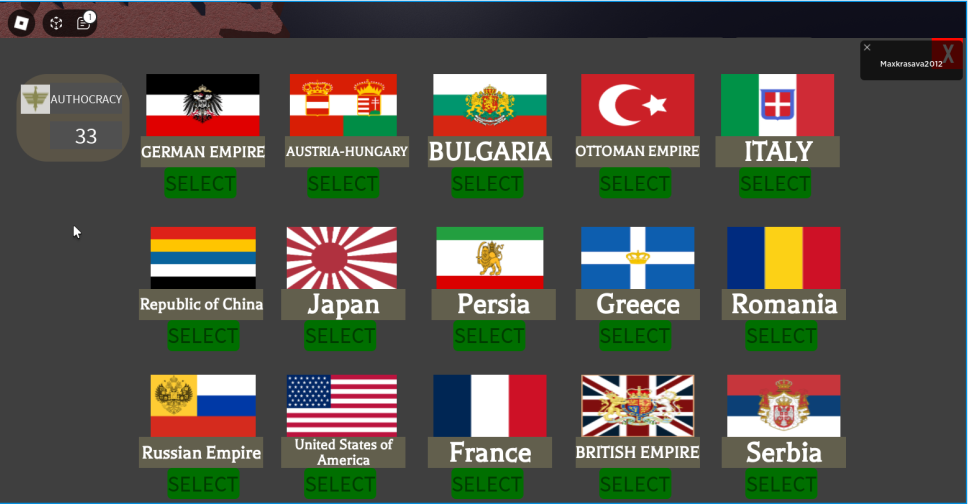 1
X
×
Maxkrasava2012
AUTHOCRACY
33
GERMAN EMPIRE
AUSTRIA-HUNGARY
BULGARIA
OTTOMAN EMPIRE
ITALY
SELECT
SELECT
SELECT
SELECT
SELECT
Republic of China
Japan
Persia
Greece
Romania
SELECT
SELECT
SELECT
SELECT
SELECT
Russian Empire
United States of
America
France
BRITISH EMPIRE
Serbia
SELECT
SELECT
SELECT
SELECT
SELECT